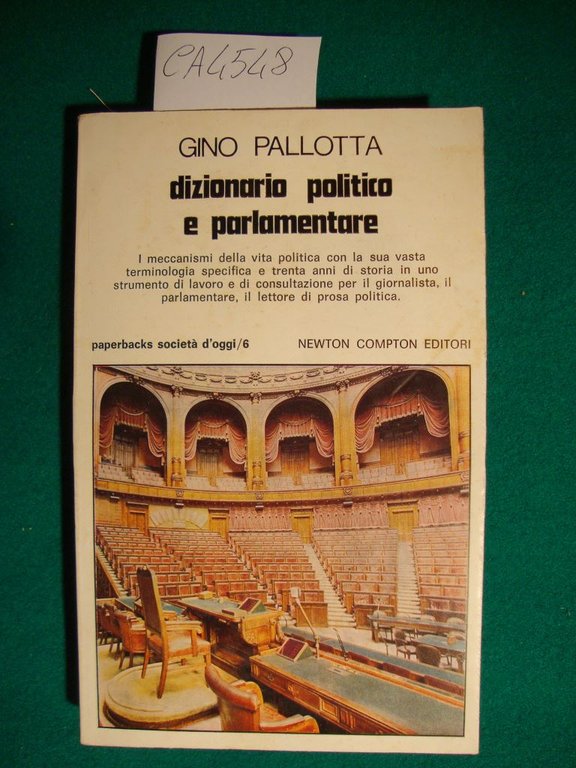 CA4548
GINO PALLOTTA
dizionario politico
e parlamentare
I meccanismi della vita politica con la sua vasta
terminologia specifica e trenta anni di storia in uno
strumento di lavoro e di consultazione per il giornalista, il
parlamentare, il lettore di prosa politica.
paperbacks società d'oggi/6 NEWTON COMPTON EDITORI